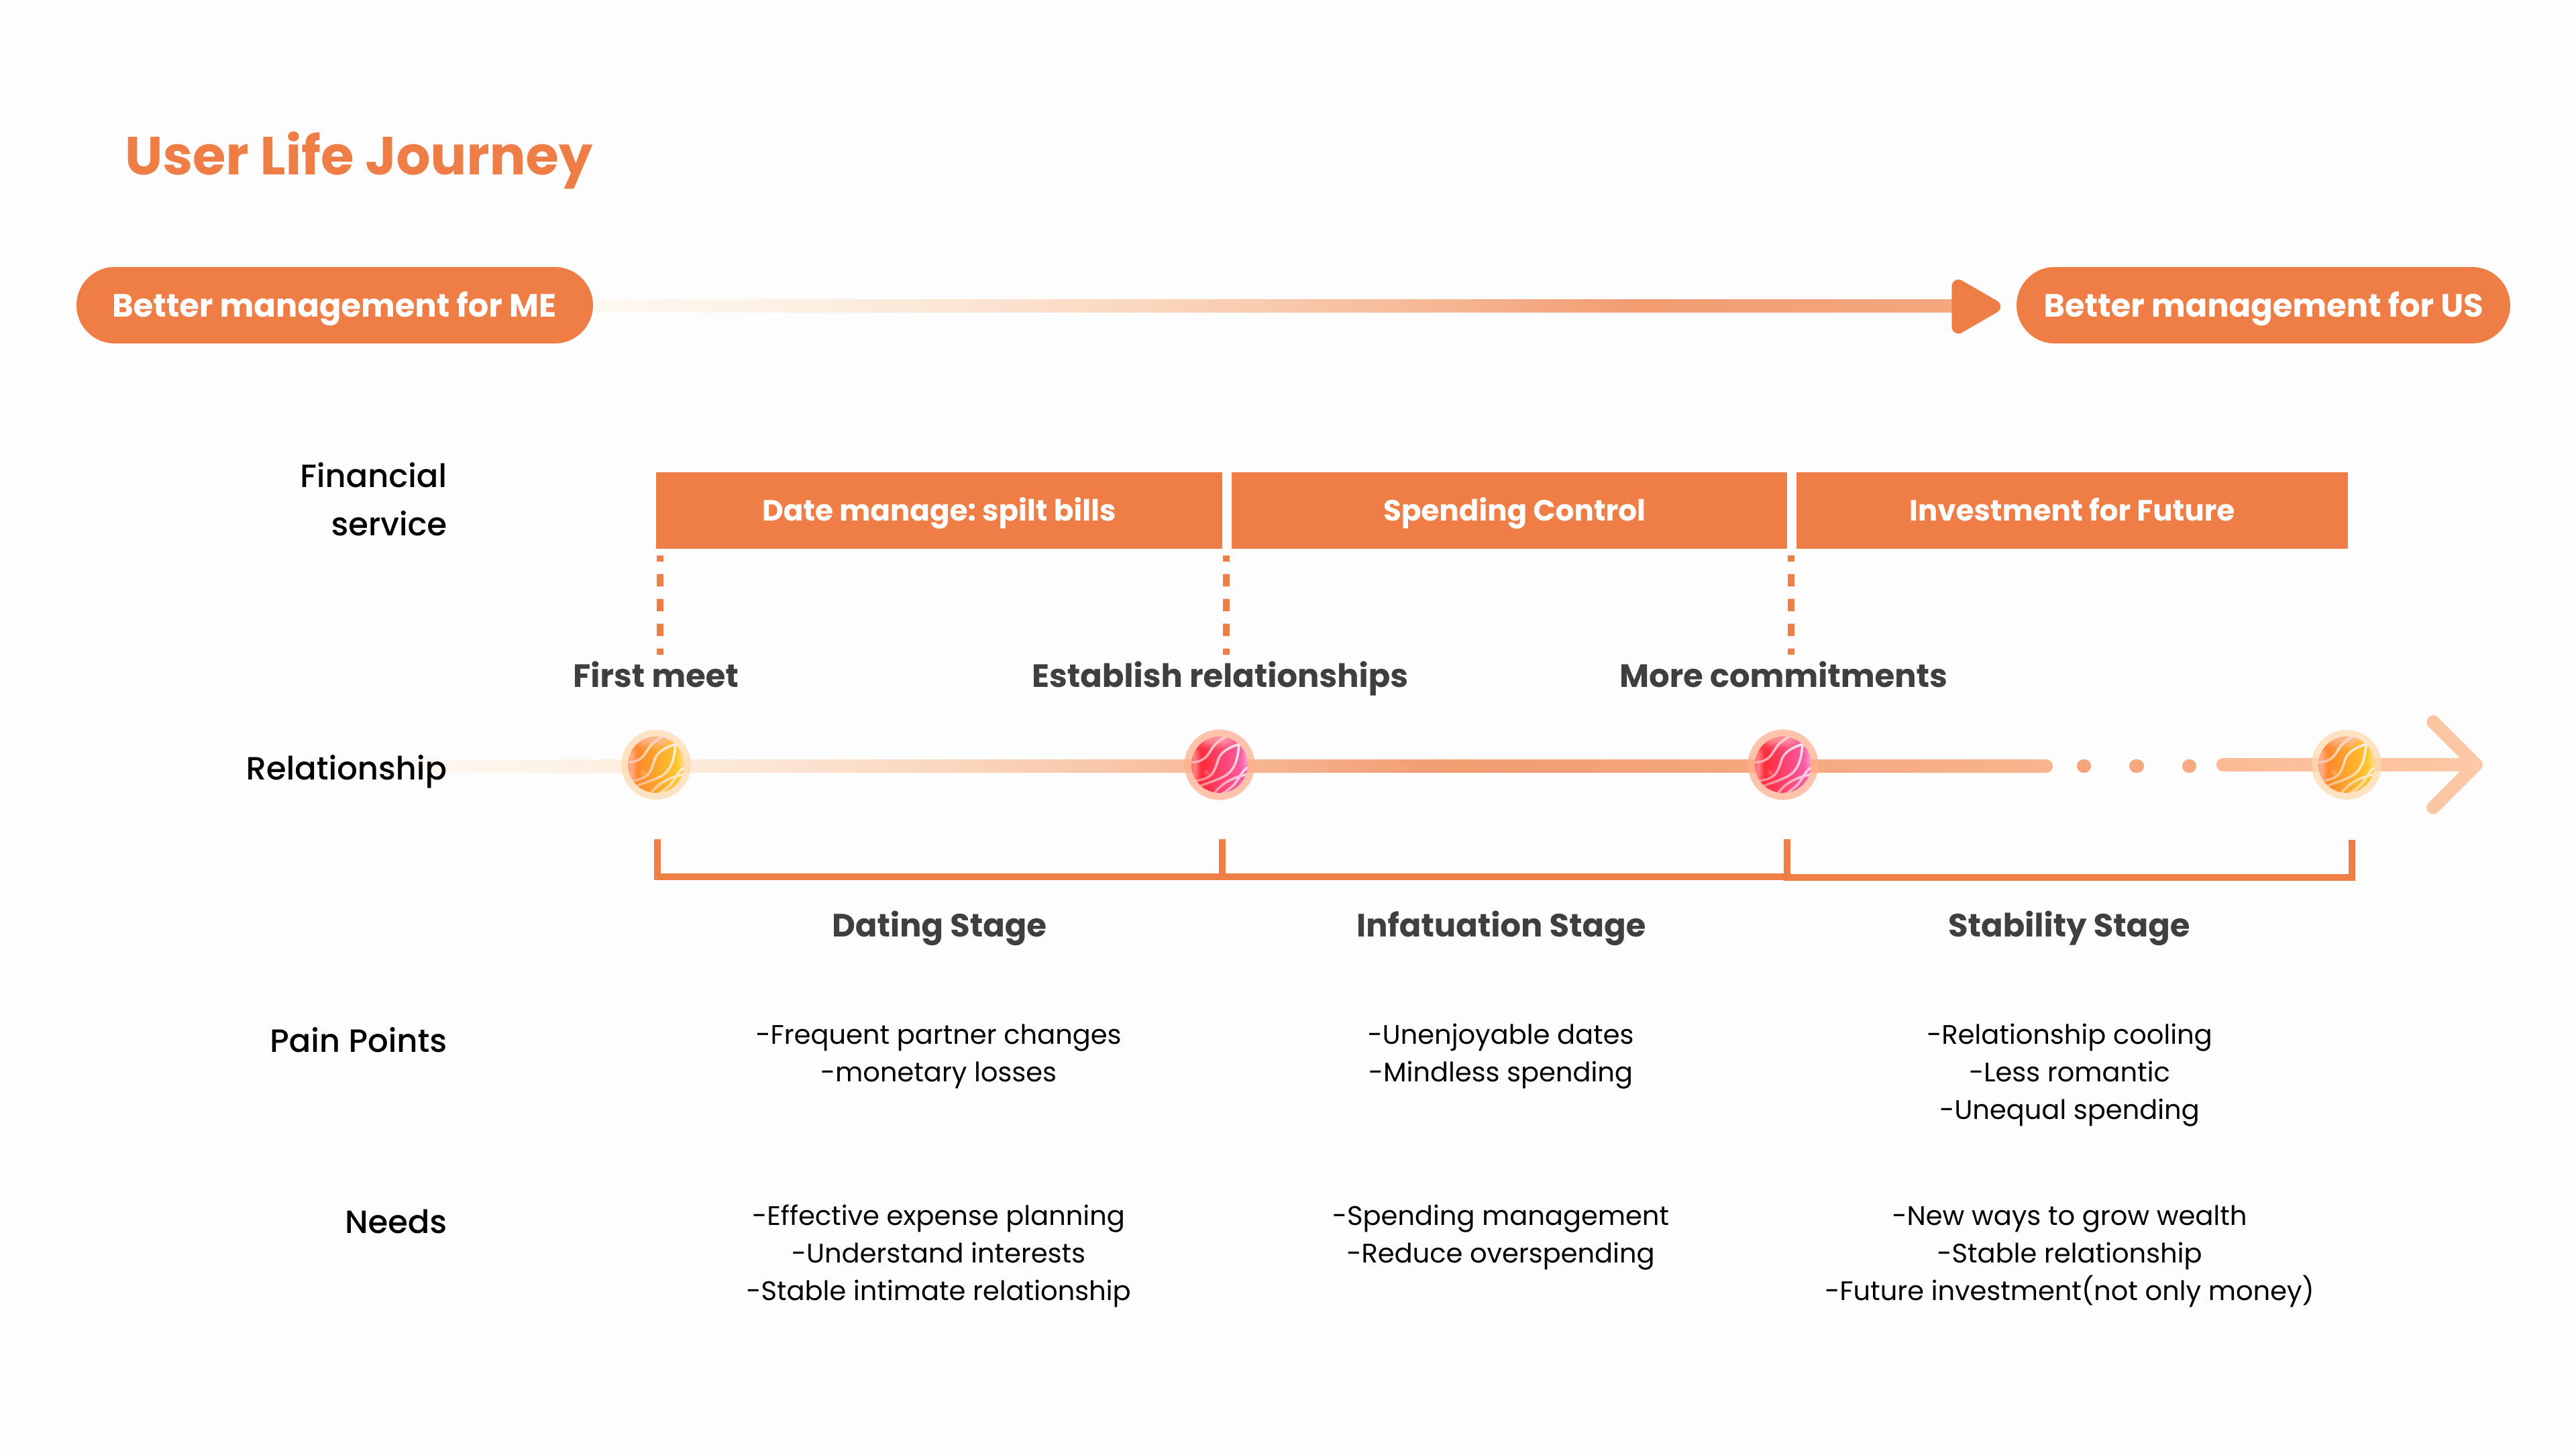 User Life Journey
Better management for ME
Better management for US
Financial
service
Date manage: spilt bills
Spending Control
Investment for Future
First meet
Establish relationships
More commitments
Relationship
Dating Stage
Infatuation Stage
Stability Stage
Pain Points
-Frequent partner changes
-monetary losses
-Unenjoyable dates
-Mindless spending
-Relationship cooling
-Less romantic
-Unequal spending
Needs
-Effective expense planning
-Understand interests
-Stable intimate relationship
-Spending management
-Reduce overspending
-New ways to grow wealth
-Stable relationship
-Future investment(not only money)